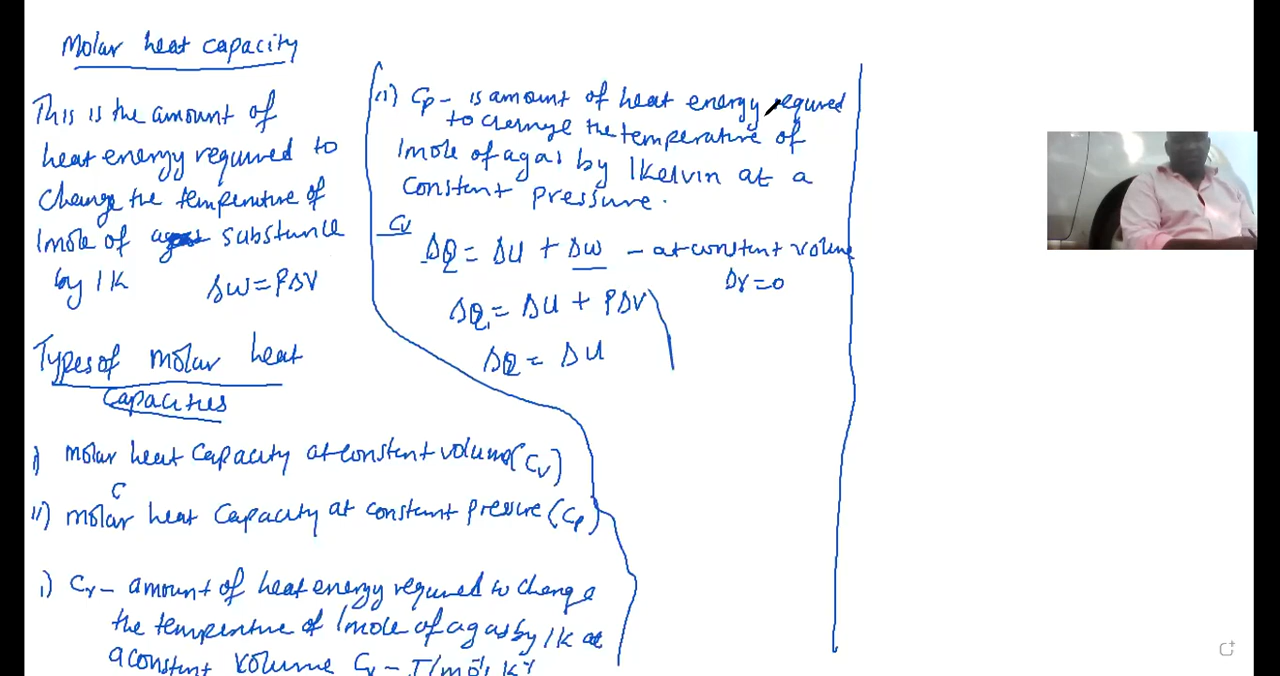 Molar heat capacity
This is the amount of
heat energy required to
change the temperature of
1mole of substance
by 1K ΔW = PΔV
Types of molar heat
Capacities
i) molar heat capacity at constant volume (Cv)
C
ii) molar heat capacity at constant pressure (Cp)
i) Cv - amount of heat energy required to change
the temperature of 1mole of a gas by 1K at
a constant volume Cv - J/mol⁻¹ K⁻¹
(ii) Cp - is amount of heat energy required
to change the temperature of
1mole of a gas by 1Kelvin at a
constant pressure.
Cv
ΔQ = ΔU + ΔW - at constant volume
ΔV = 0
ΔQ = ΔU + PΔV
ΔQ = ΔU